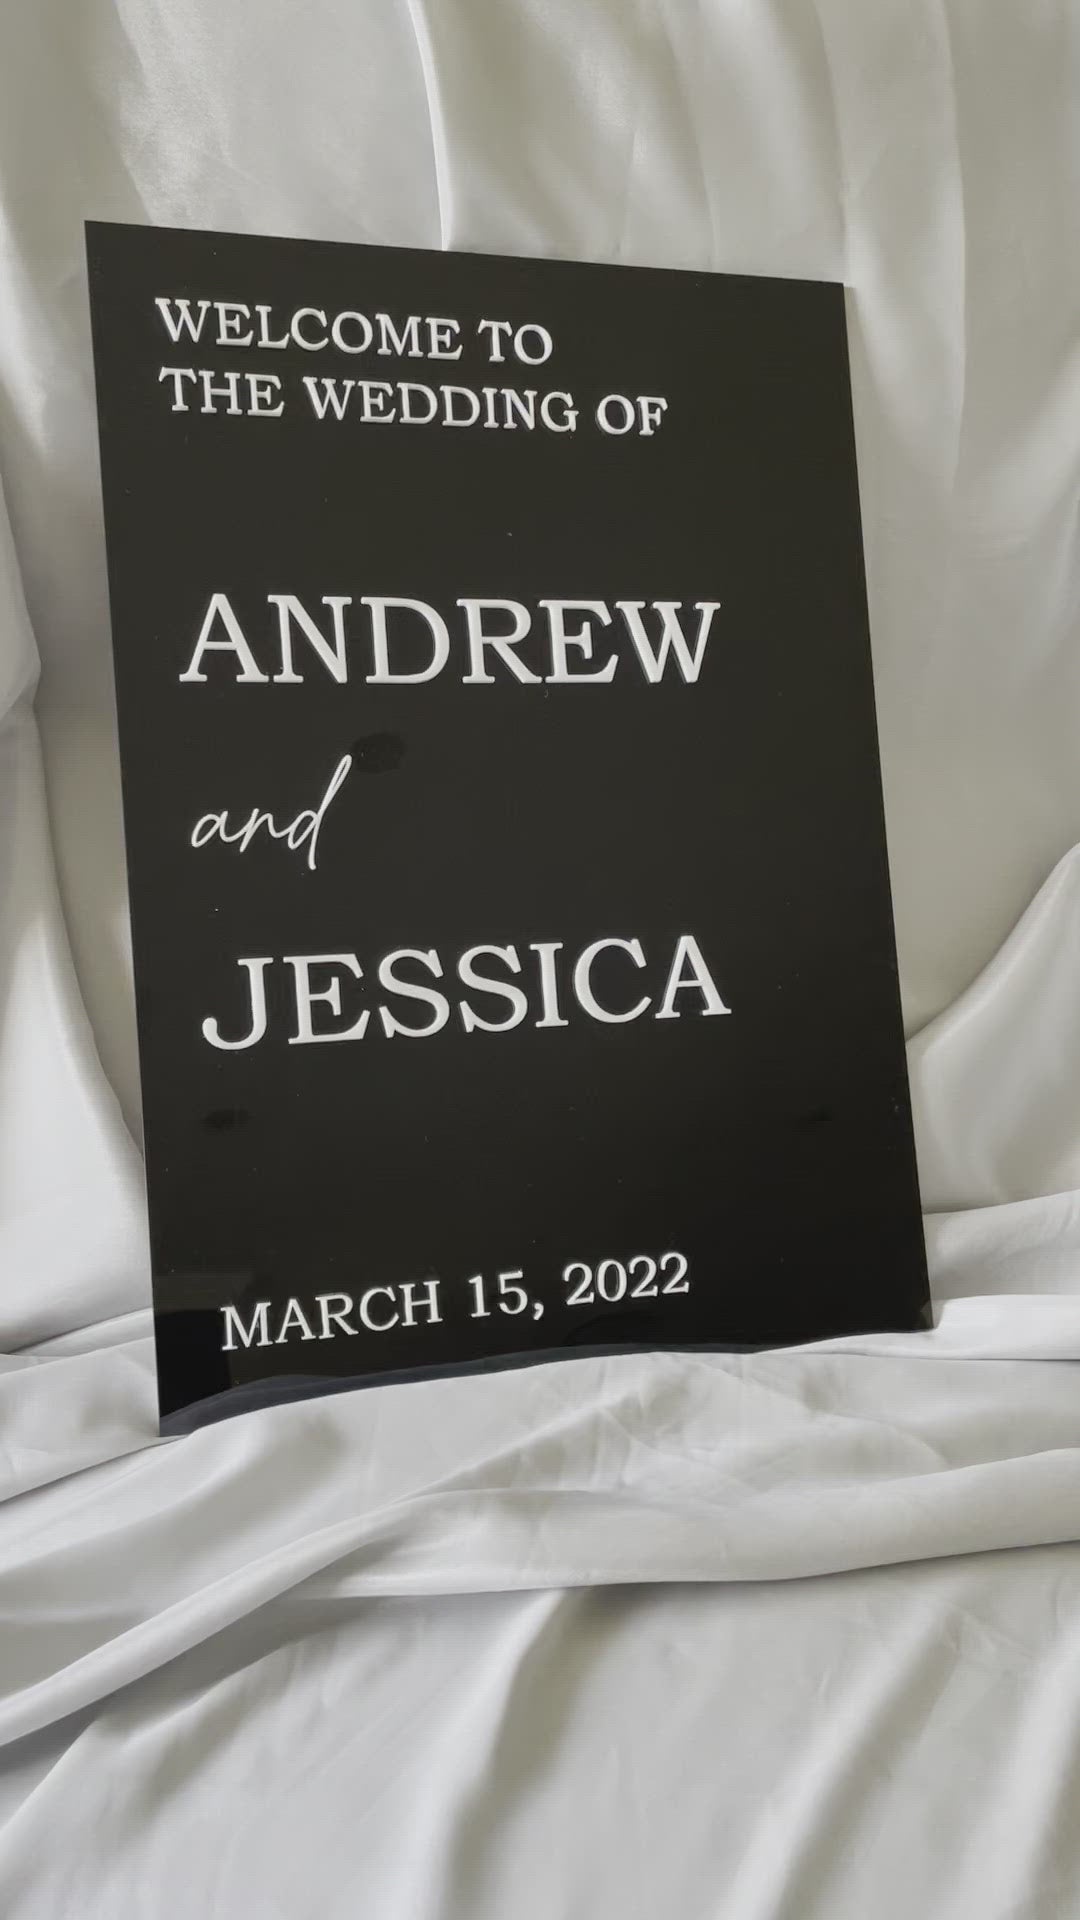 WELCOME TO
THE WEDDING OF
ANDREW
and
JESSICA
MARCH 15, 2022